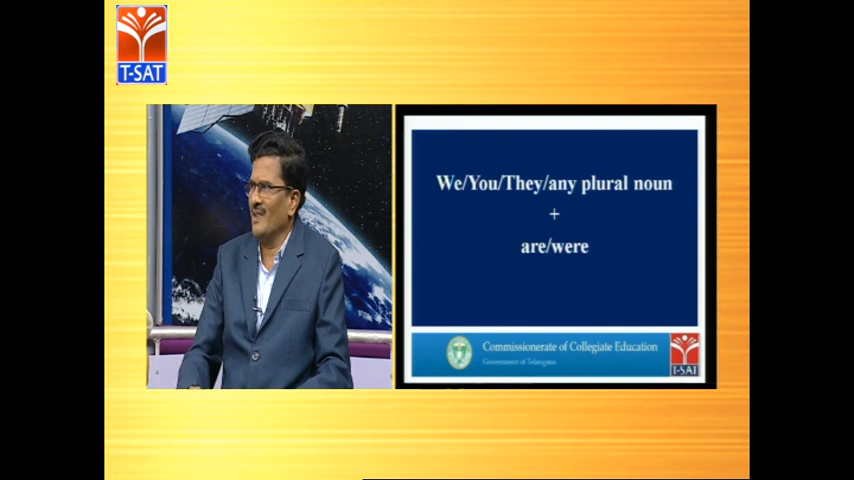 T-SAT
We/You/They/any plural noun
+
are/were
Commissionerate of Collegiate Education
Government of Telangana
T-SAT